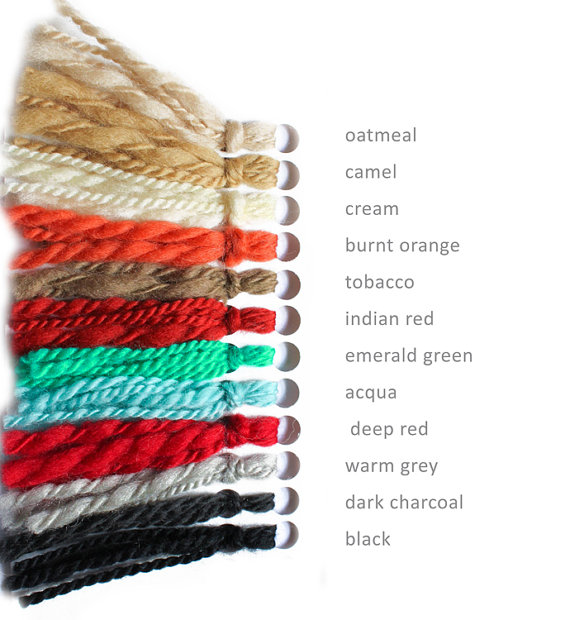 oatmeal
camel
cream
burnt orange
tobacco
indian red
emerald green
acqua
deep red
warm grey
dark charcoal
black